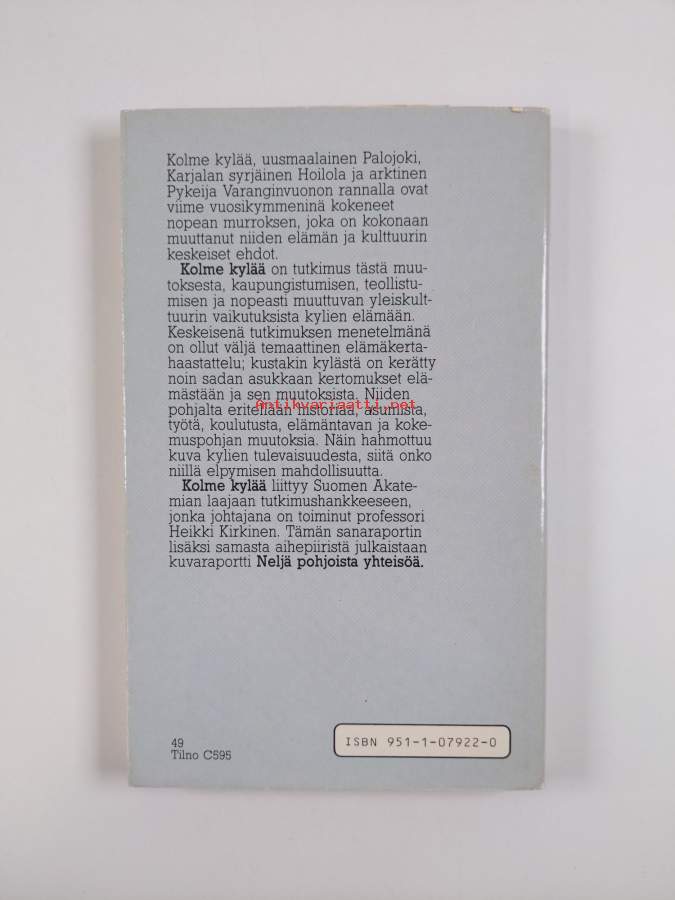 Kolme kylää, uusmaalainen Palojoki,
Karjalan syrjäinen Hoilola ja arktinen
Pykeija Varanginvuonon rannalla ovat
viime vuosikymmeninä kokeneet
nopean murroksen, joka on kokonaan
muuttanut niiden elämän ja kulttuurin
keskeiset ehdot.
Kolme kylää on tutkimus tästä muu-
toksesta, kaupungistumisen, teollistu-
misen ja nopeasti muuttuvan yleiskult-
tuurin vaikutuksista kylien elämään.
Keskeisenä tutkimuksen menetelmänä
on ollut väljä temaattinen elämäkerta-
haastattelu; kustakin kylästä on kerätty
noin sadan asukkaan kertomukset elä-
mästään ja sen muutoksista. Niiden
Antikvariaatti.net
pohjalta eritellään historiaa, asumista,
työtä, koulutusta, elämäntavan ja koke-
muspohjan muutoksia. Näin hahmottuu
kuva kylien tulevaisuudesta, siitä onko
niillä elpymisen mahdollisuutta.
Kolme kylää liittyy Suomen Akate-
mian laajaan tutkimushankkeeseen,
jonka johtajana on toiminut professori
Heikki Kirkinen. Tämän sanaraportin
lisäksi samasta aihepiiristä julkaistaan
kuvaraportti Neljä pohjoista yhteisöä.
49
Tilno C595
ISBN 951-1-07922-0